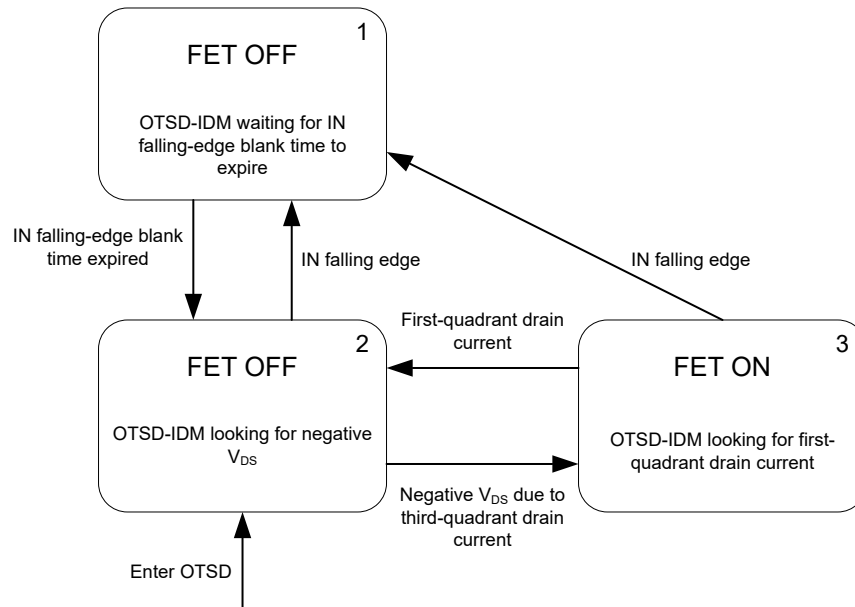 1
FET OFF
OTSD-IDM waiting for IN
falling-edge blank time to
expire
IN falling-edge blank
time expired
IN falling edge
IN falling edge
First-quadrant drain
current
2
FET OFF
OTSD-IDM looking for negative
VDS
3
FET ON
OTSD-IDM looking for first-
quadrant drain current
Negative VDS due to
third-quadrant drain
current
Enter OTSD